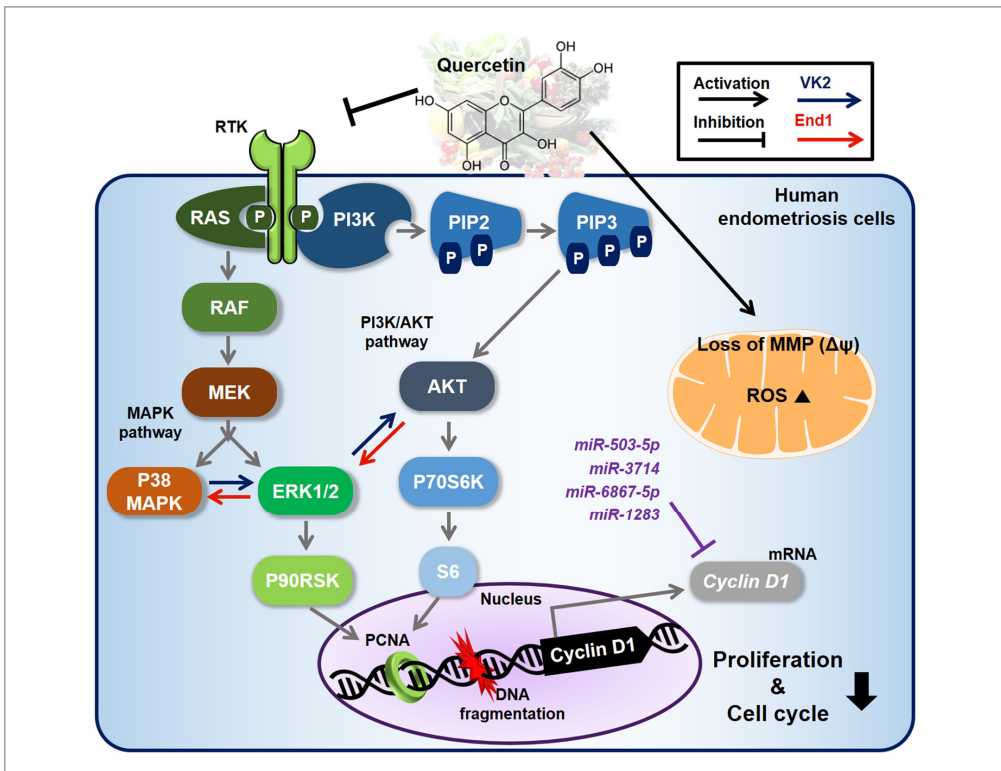 Quercetin
OH
OH
HO
O
OH
OH
O
Activation
VK2
Inhibition
End1
RTK
Human
endometriosis cells
RAS
P
P
PI3K
PIP2
P
P
PIP3
P
P
P
RAF
PI3K/AKT
pathway
Loss of MMP (Δψ)
ROS ▲
MEK
AKT
MAPK
pathway
miR-503-5p
miR-3714
miR-6867-5p
miR-1283
P38
MAPK
ERK1/2
P70S6K
mRNA
Cyclin D1
P90RSK
S6
Nucleus
PCNA
Cyclin D1
DNA
fragmentation
Proliferation
&
Cell cycle